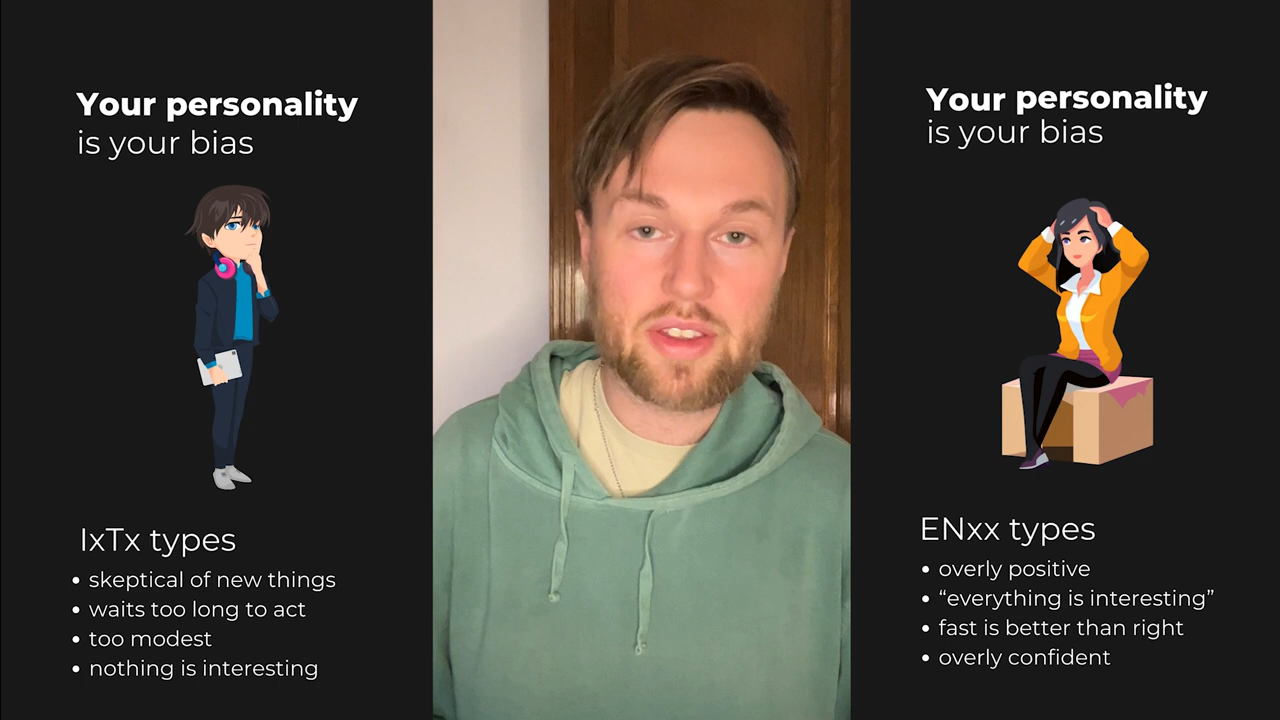 Your personality
is your bias
IxTx types
• skeptical of new things
• waits too long to act
• too modest
• nothing is interesting
Your personality
is your bias
ENxx types
• overly positive
• “everything is interesting”
• fast is better than right
• overly confident